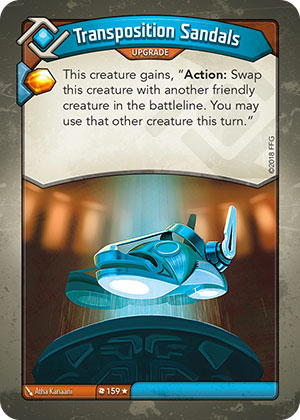 Transposition Sandals
UPGRADE
This creature gains, “Action: Swap
this creature with another friendly
creature in the battleline. You may
use that other creature this turn.”
©2018 FFG
Atha Kanaani
159